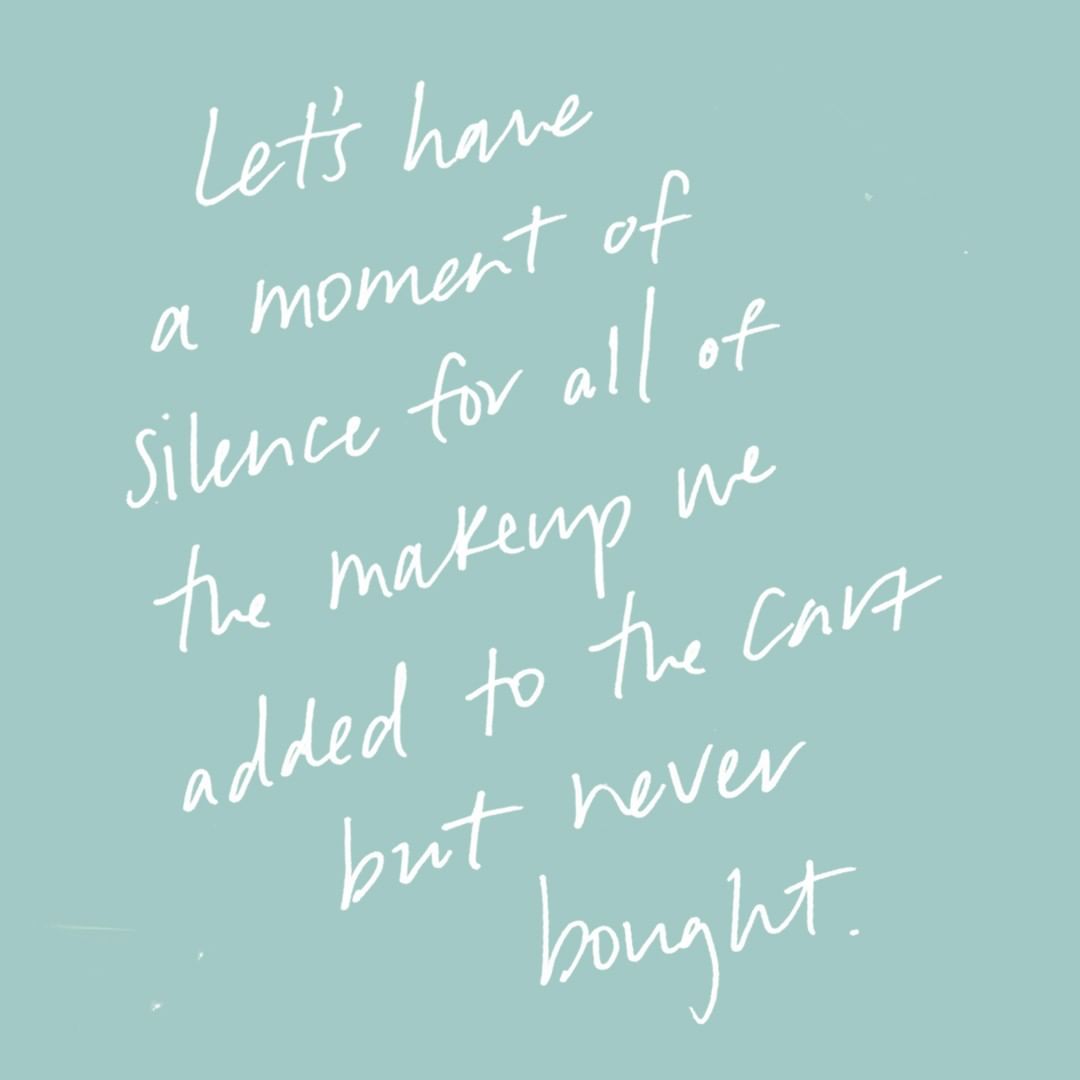 Let's have
a moment of
silence for all of
the makeup we
added to the cart
but never
bought.